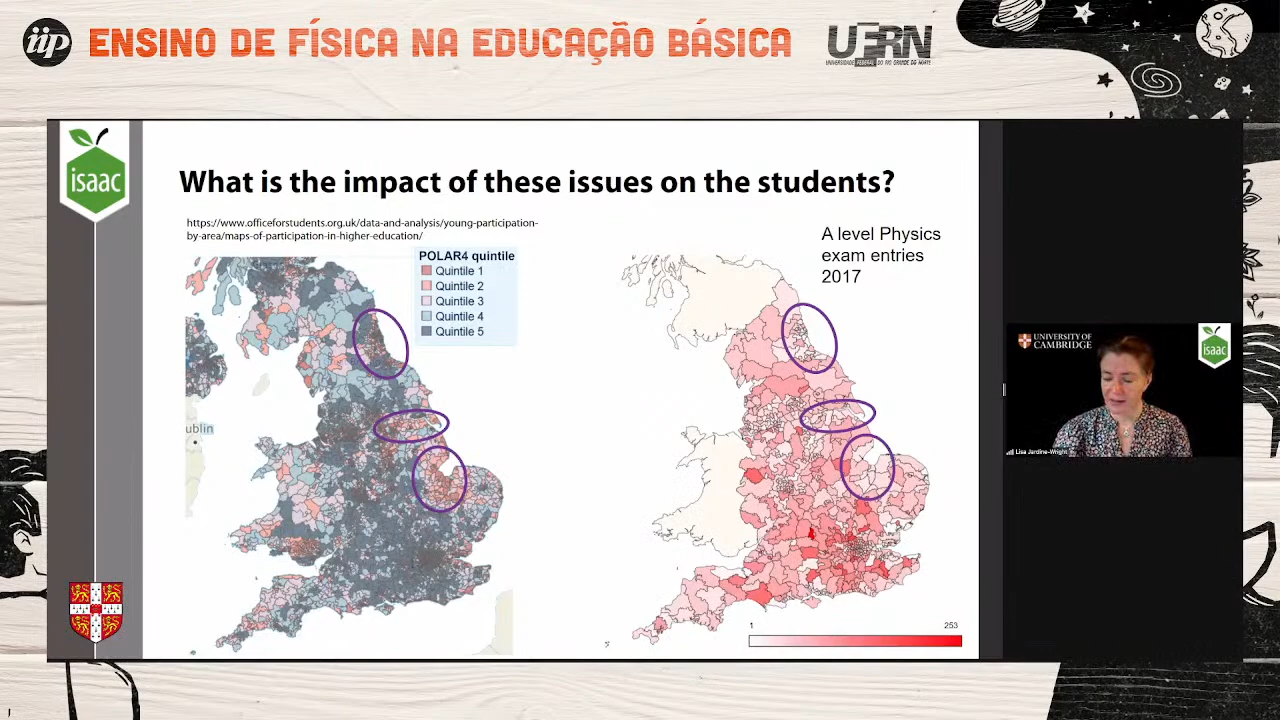 iip
ENSINO DE FÍSICA NA EDUCAÇÃO BÁSICA
UFRN
UNIVERSIDADE FEDERAL DO RIO GRANDE DO NORTE
isaac
What is the impact of these issues on the students?
https://www.officeforstudents.org.uk/data-and-analysis/young-participation-
by-area/maps-of-participation-in-higher-education/
POLAR4 quintile
Quintile 1
Quintile 2
Quintile 3
Quintile 4
Quintile 5
ublin
A level Physics
exam entries
2017
1
253
UNIVERSITY OF
CAMBRIDGE
isaac
Lisa Jardine-Wright